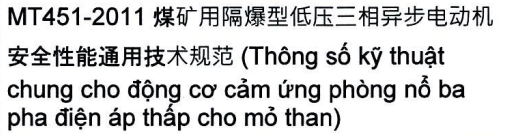 MT451-2011 煤矿用隔爆型低压三相异步电动机
安全性能通用技术规范 (Thông số kỹ thuật
chung cho động cơ cảm ứng phòng nổ ba
pha điện áp thấp cho mỏ than)